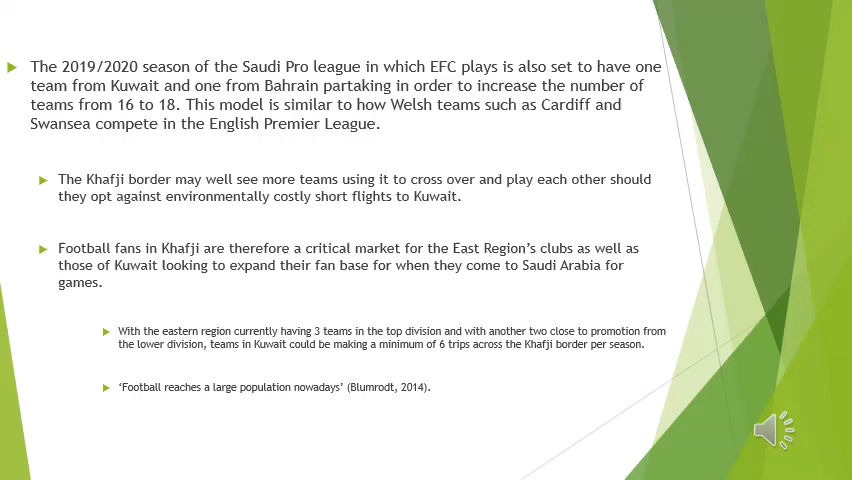 The 2019/2020 season of the Saudi Pro league in which EFC plays is also set to have one
team from Kuwait and one from Bahrain partaking in order to increase the number of
teams from 16 to 18. This model is similar to how Welsh teams such as Cardiff and
Swansea compete in the English Premier League.
The Khafji border may well see more teams using it to cross over and play each other should
they opt against environmentally costly short flights to Kuwait.
Football fans in Khafji are therefore a critical market for the East Region's clubs as well as
those of Kuwait looking to expand their fan base for when they come to Saudi Arabia for
games.
With the eastern region currently having 3 teams in the top division and with another two close to promotion from
the lower division, teams in Kuwait could be making a minimum of 6 trips across the Khafji border per season.
‘Football reaches a large population nowadays’ (Blumrodt, 2014).